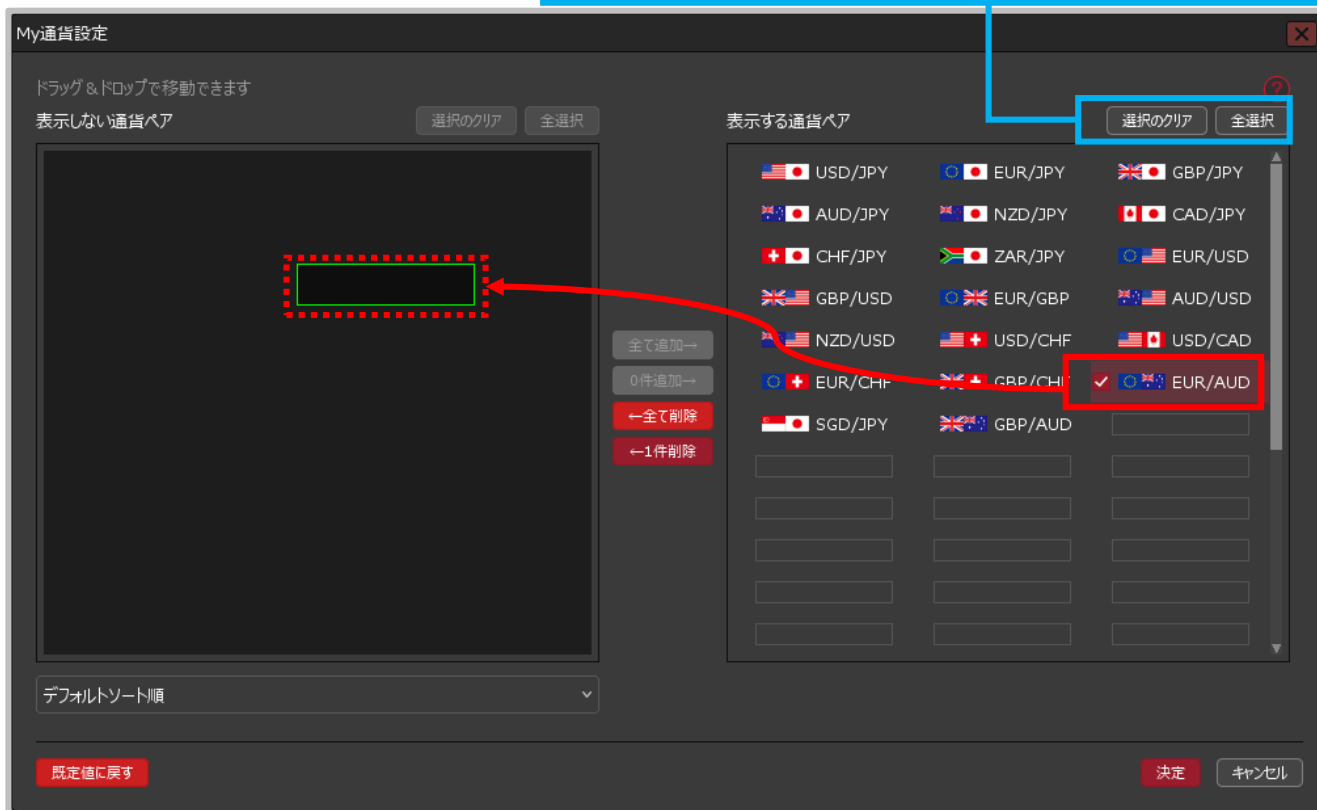 My通貨設定
ドラッグ&ドロップで移動できます
表示しない通貨ペア 選択のクリア 全選択
表示する通貨ペア 選択のクリア 全選択
USD/JPY EUR/JPY GBP/JPY
AUD/JPY NZD/JPY CAD/JPY
CHF/JPY ZAR/JPY EUR/USD
GBP/USD EUR/GBP AUD/USD
NZD/USD USD/CHF USD/CAD
EUR/CHF GBP/CHF EUR/AUD
SGD/JPY GBP/AUD
全て追加→
0件追加→
←全て削除
←1件削除
デフォルトソート順
既定値に戻す
決定 キャンセル